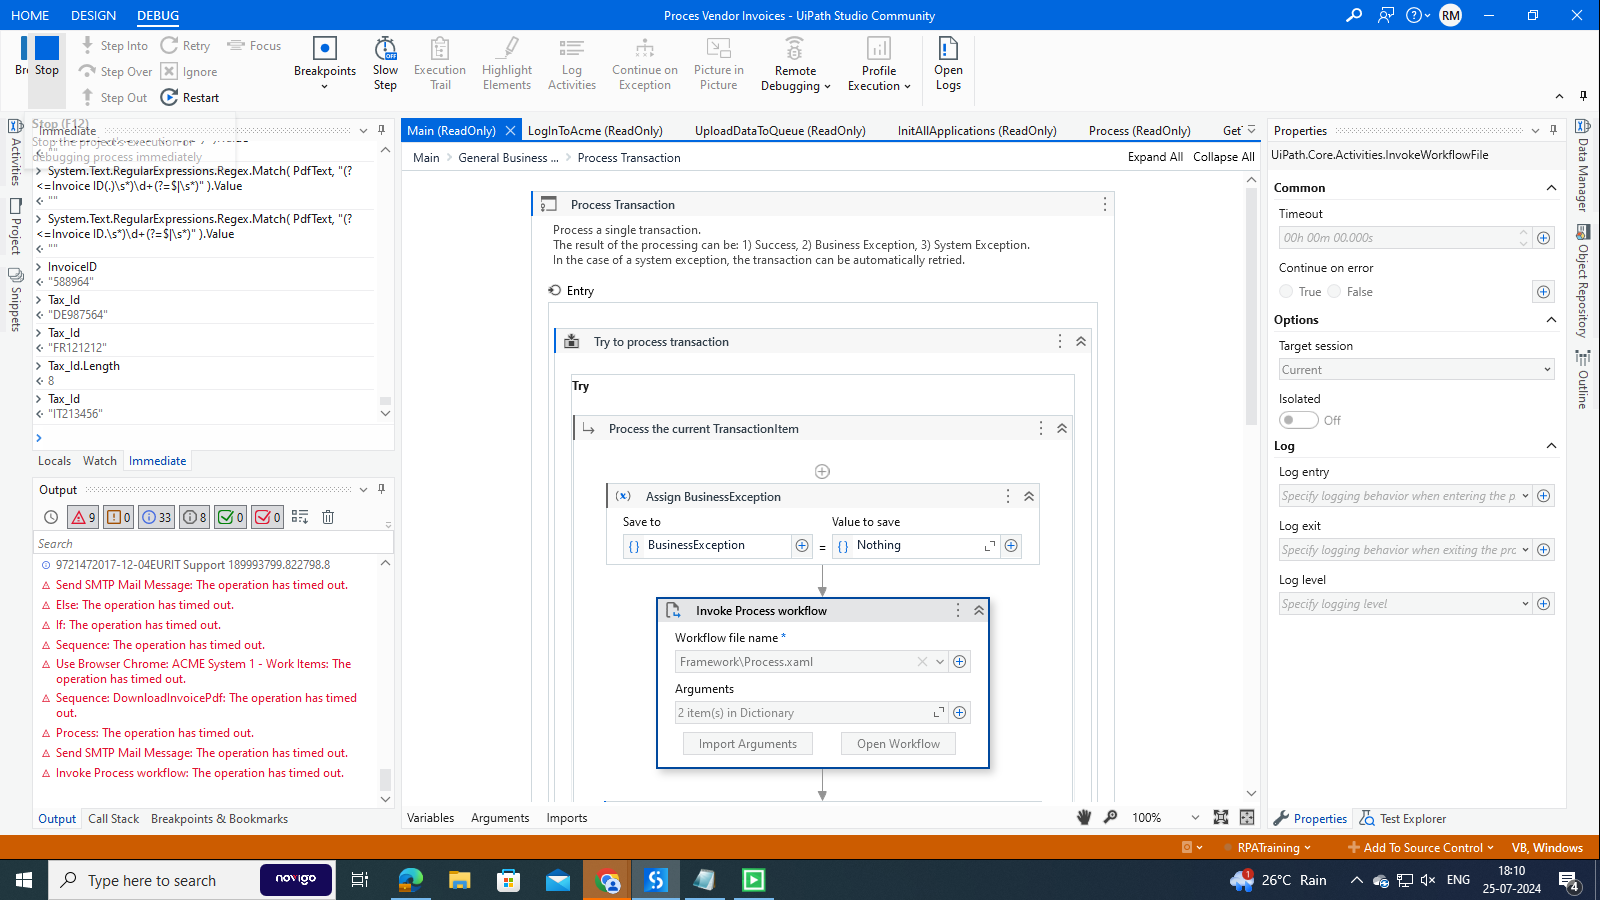 HOME DESIGN DEBUG
Proces Vendor Invoices - UiPath Studio Community
RM
Stop
Step Into
Step Over
Step Out
Retry
Ignore
Restart
Focus
Breakpoints
Slow Step
Execution Trail
Highlight Elements
Log Activities
Continue on Exception
Picture in Picture
Remote Debugging
Profile Execution
Open Logs
Stop (F12)
Stop the project's execution or debugging process immediately
Activities
Project
Snippets
Immediate
""
System.Text.RegularExpressions.Regex.Match( PdfText, "(?
<=Invoice ID(.)\s*)\d+(?=$|\s*)" ).Value
""
System.Text.RegularExpressions.Regex.Match( PdfText, "(?
<=Invoice ID.\s*)\d+(?=$|\s*)" ).Value
""
InvoiceID
"588964"
Tax_Id
"DE987564"
Tax_Id
"FR121212"
Tax_Id.Length
8
Tax_Id
"IT213456"
Locals Watch Immediate
Output
9 0 33 8 0 0
Search
9721472017-12-04EURIT Support 189993799.822798.8
Send SMTP Mail Message: The operation has timed out.
Else: The operation has timed out.
If: The operation has timed out.
Sequence: The operation has timed out.
Use Browser Chrome: ACME System 1 - Work Items: The
operation has timed out.
Sequence: DownloadInvoicePdf: The operation has timed
out.
Process: The operation has timed out.
Send SMTP Mail Message: The operation has timed out.
Invoke Process workflow: The operation has timed out.
Output Call Stack Breakpoints & Bookmarks
Main (ReadOnly) LogInToAcme (ReadOnly) UploadDataToQueue (ReadOnly) InitAllApplications (ReadOnly) Process (ReadOnly)
Main General Business ... Process Transaction
Expand All Collapse All
Process Transaction
Process a single transaction.
The result of the processing can be: 1) Success, 2) Business Exception, 3) System Exception.
In the case of a system exception, the transaction can be automatically retried.
Entry
Try to process transaction
Try
Process the current TransactionItem
(x) Assign BusinessException
Save to Value to save
{} BusinessException = {} Nothing
Invoke Process workflow
Workflow file name *
Framework\Process.xaml
Arguments
2 item(s) in Dictionary
Import Arguments Open Workflow
Variables Arguments Imports
100%
Properties
UiPath.Core.Activities.InvokeWorkflowFile
Common
Timeout
00h 00m 00.000s
Continue on error
True False
Options
Target session
Current
Isolated
Off
Log
Log entry
Specify logging behavior when entering the p
Log exit
Specify logging behavior when exiting the prc
Log level
Specify logging level
Properties Test Explorer
Data Manager
Object Repository
Outline
RPATraining Add To Source Control VB, Windows
Type here to search
novigo
1
26°C Rain
ENG
18:10
25-07-2024
4